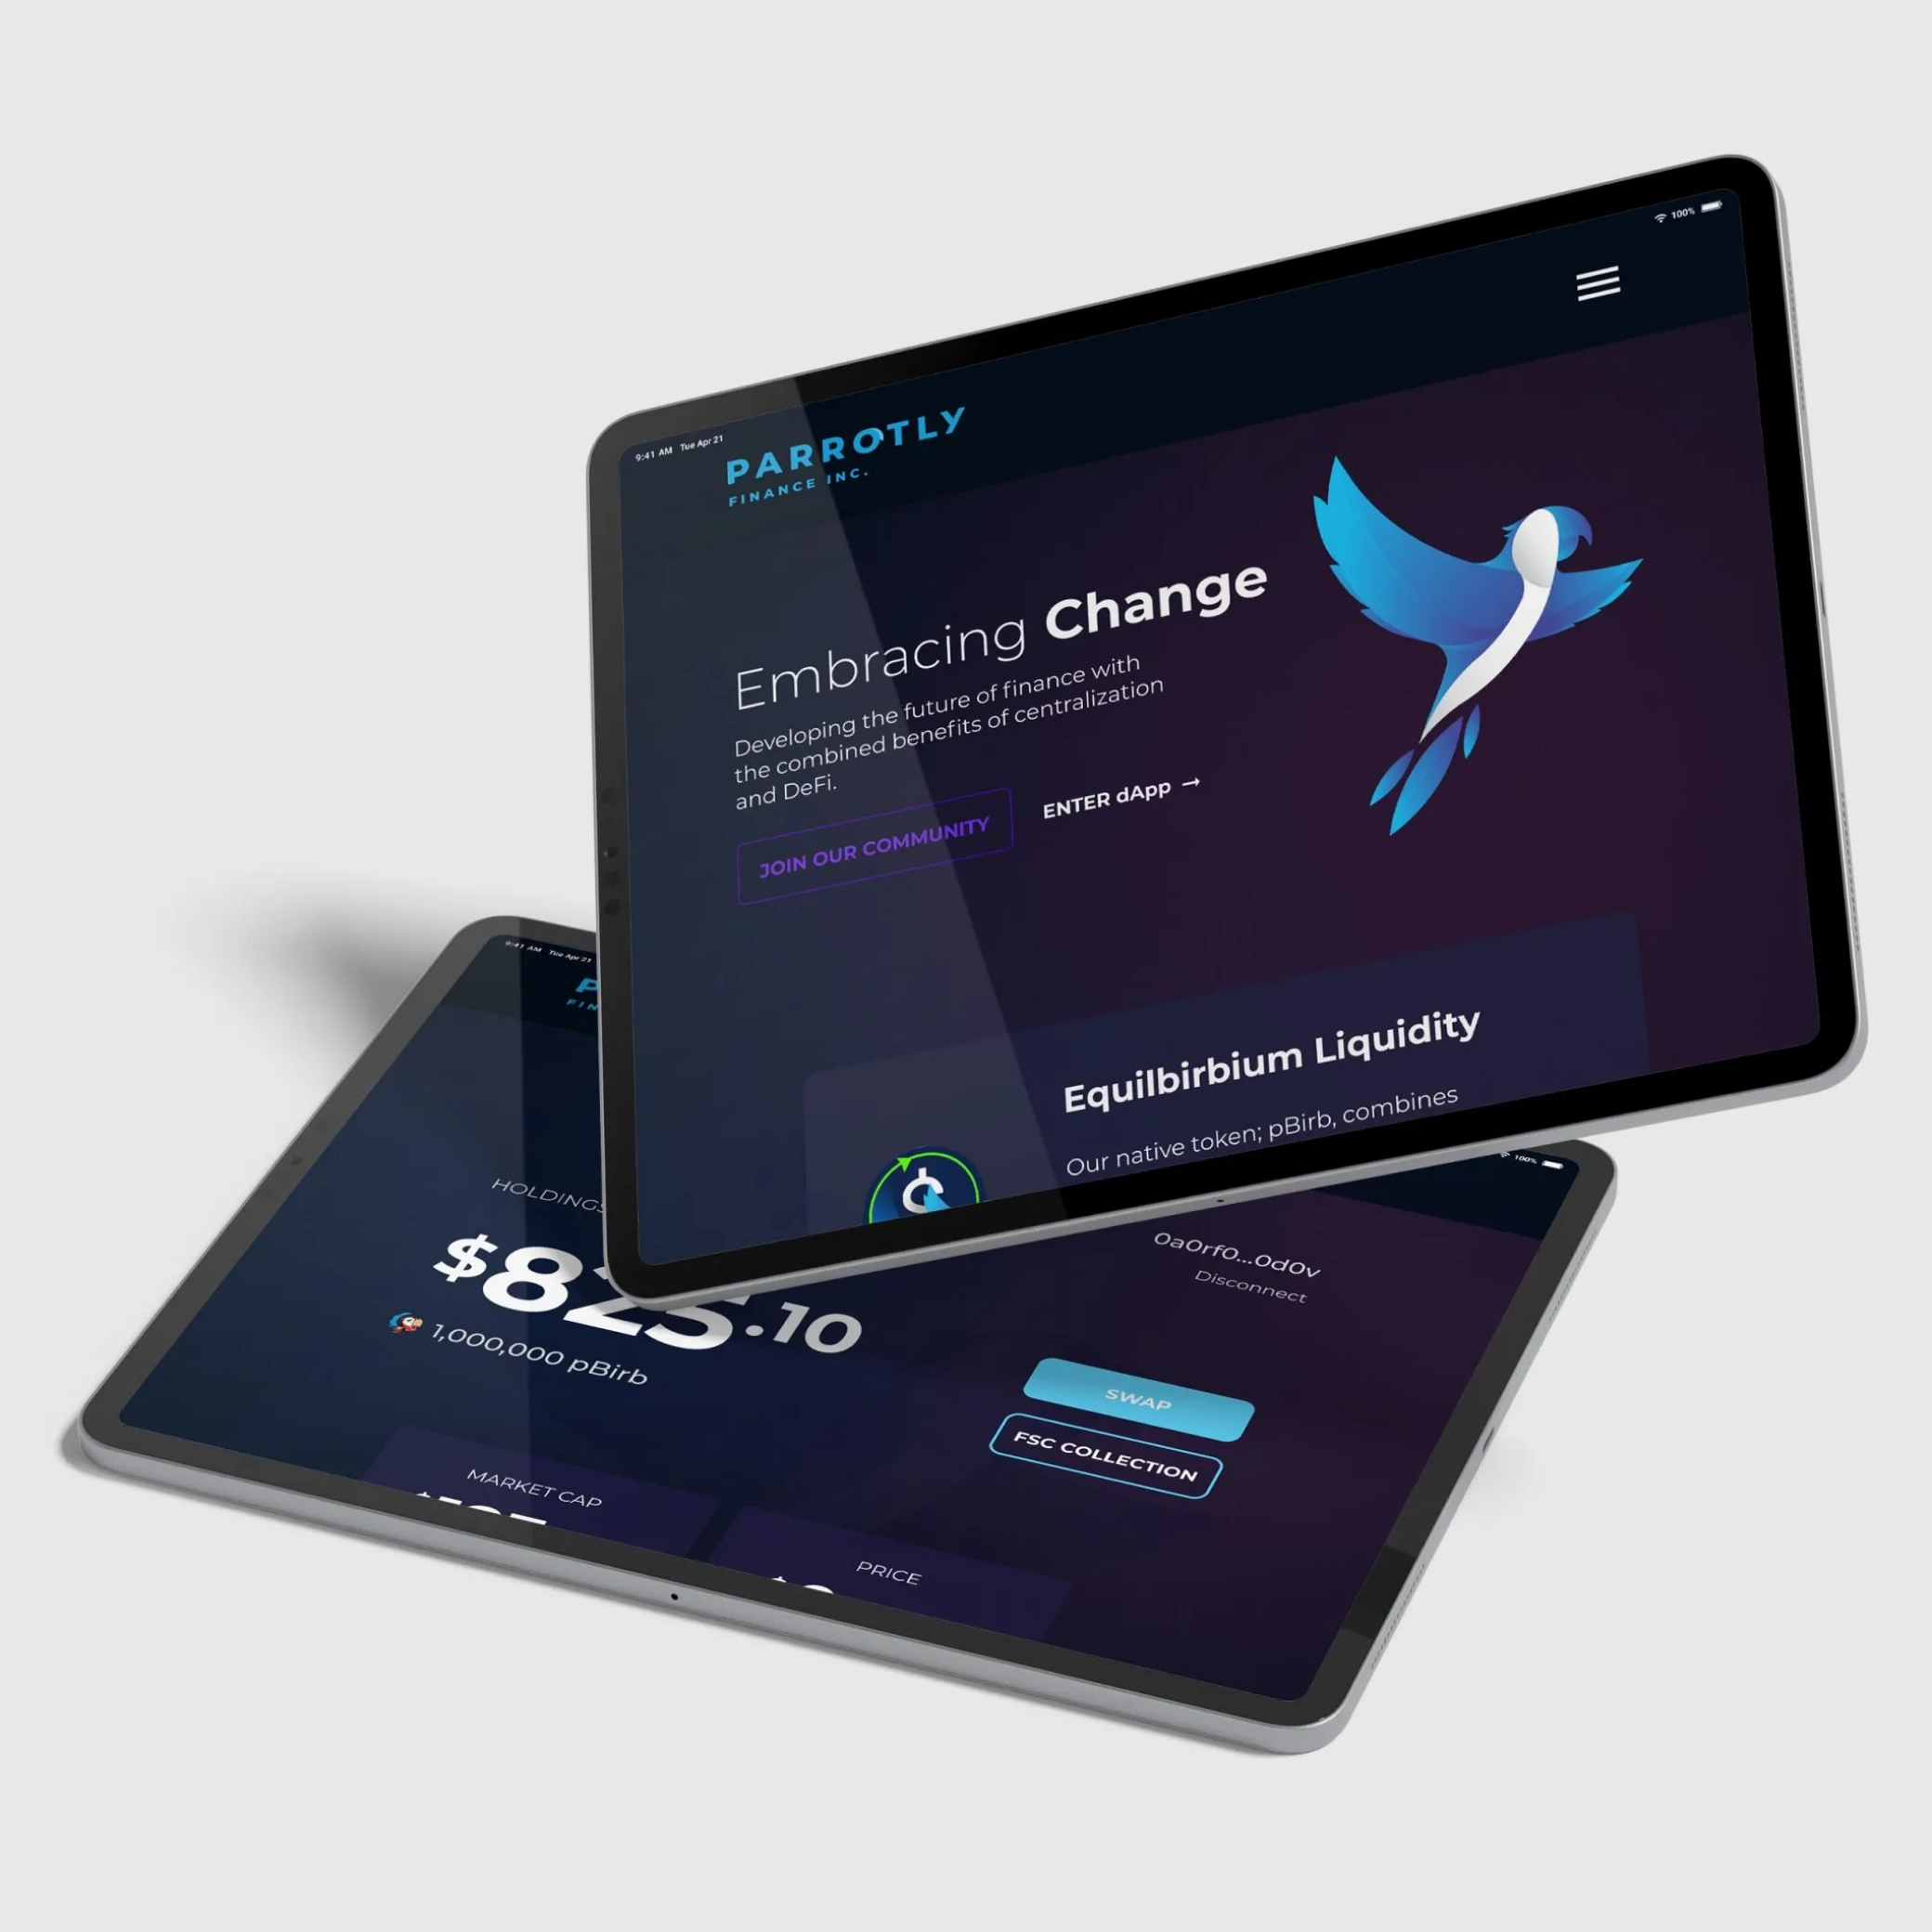 9:41 AM Tue Apr 21
100%
PARROTLY
FINANCE INC.
Embracing Change
Developing the future of finance with
the combined benefits of centralization
and DeFi.
JOIN OUR COMMUNITY
ENTER dApp →
Equilbirbium Liquidity
Our native token; pBirb, combines
9:41 AM Tue Apr 21
100%
HOLDINGS
$825.10
1,000,000 pBirb
0a0rf0...0d0v
Disconnect
SWAP
FSC COLLECTION
MARKET CAP
PRICE